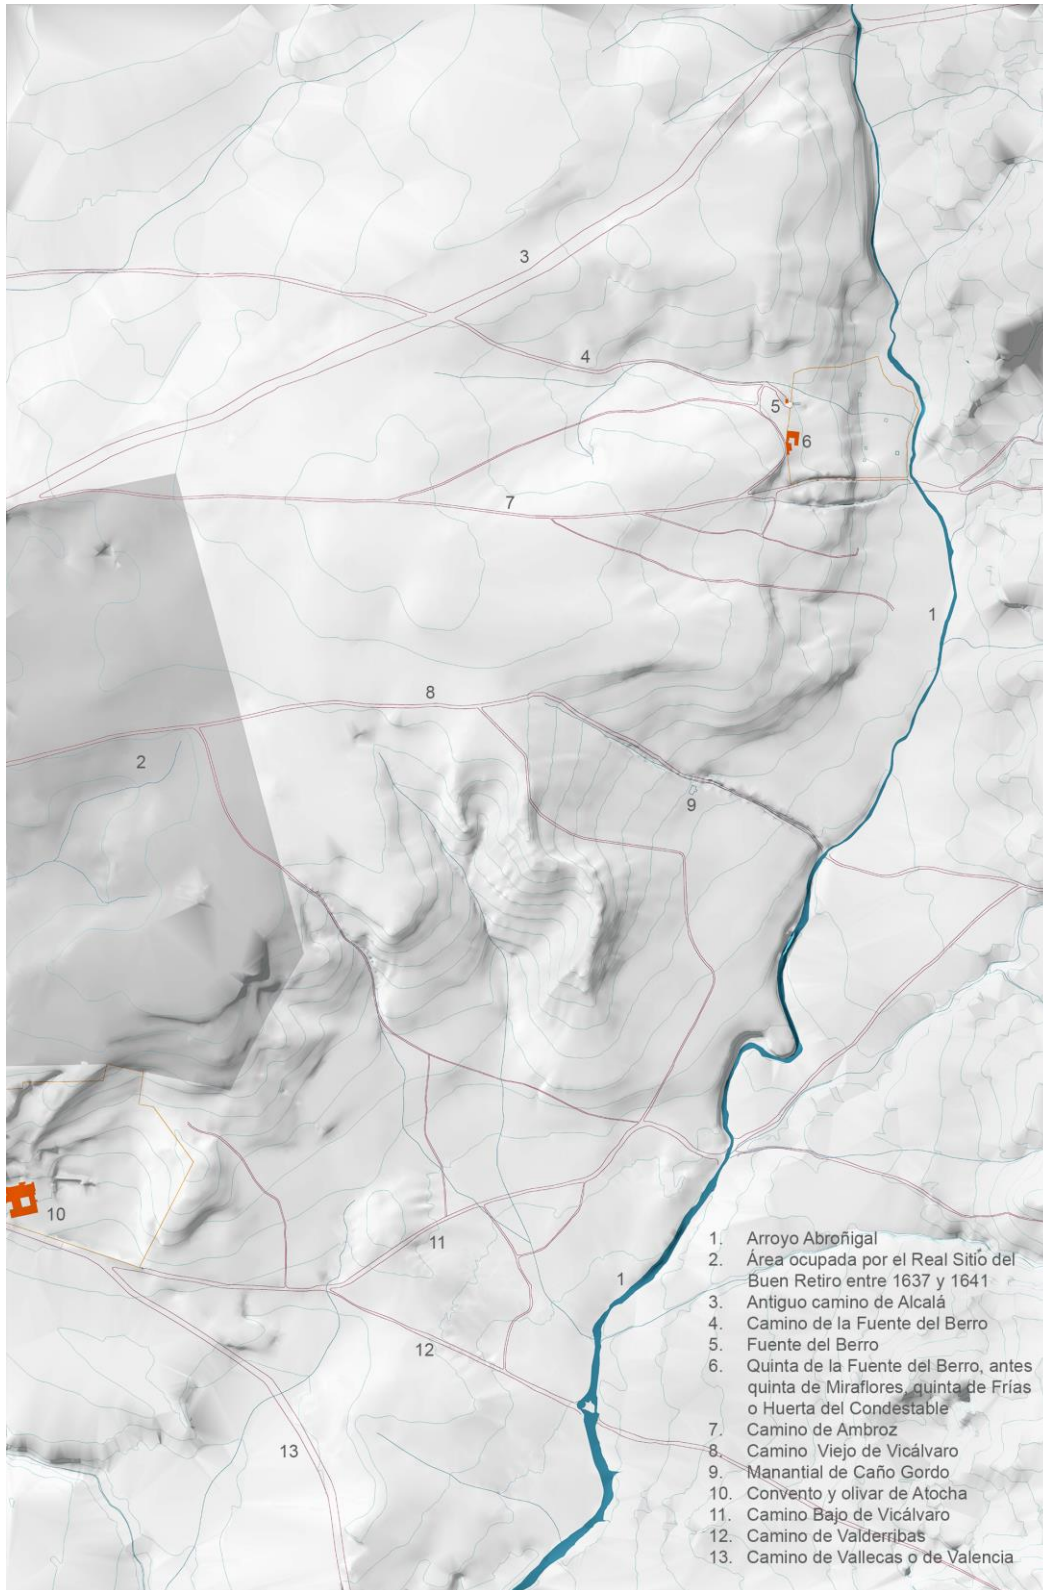 3
4
5
6
7
1
8
2
9
10
11
1
12
13
1. Arroyo Abroñigal
2. Área ocupada por el Real Sitio del
Buen Retiro entre 1637 y 1641
3. Antiguo camino de Alcalá
4. Camino de la Fuente del Berro
5. Fuente del Berro
6. Quinta de la Fuente del Berro, antes
quinta de Miraflores, quinta de Frías
o Huerta del Condestable
7. Camino de Ambroz
8. Camino Viejo de Vicálvaro
9. Manantial de Caño Gordo
10. Convento y olivar de Atocha
11. Camino Bajo de Vicálvaro
12. Camino de Valderribas
13. Camino de Vallecas o de Valencia